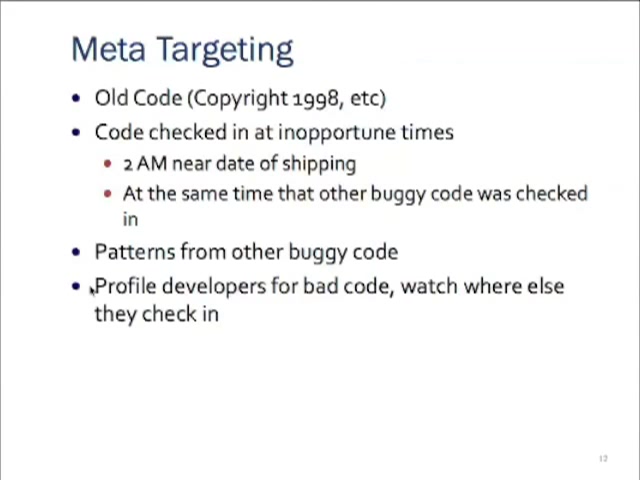 Meta Targeting
• Old Code (Copyright 1998, etc)
• Code checked in at inopportune times
• 2 AM near date of shipping
• At the same time that other buggy code was checked
in
• Patterns from other buggy code
• Profile developers for bad code, watch where else
they check in
12